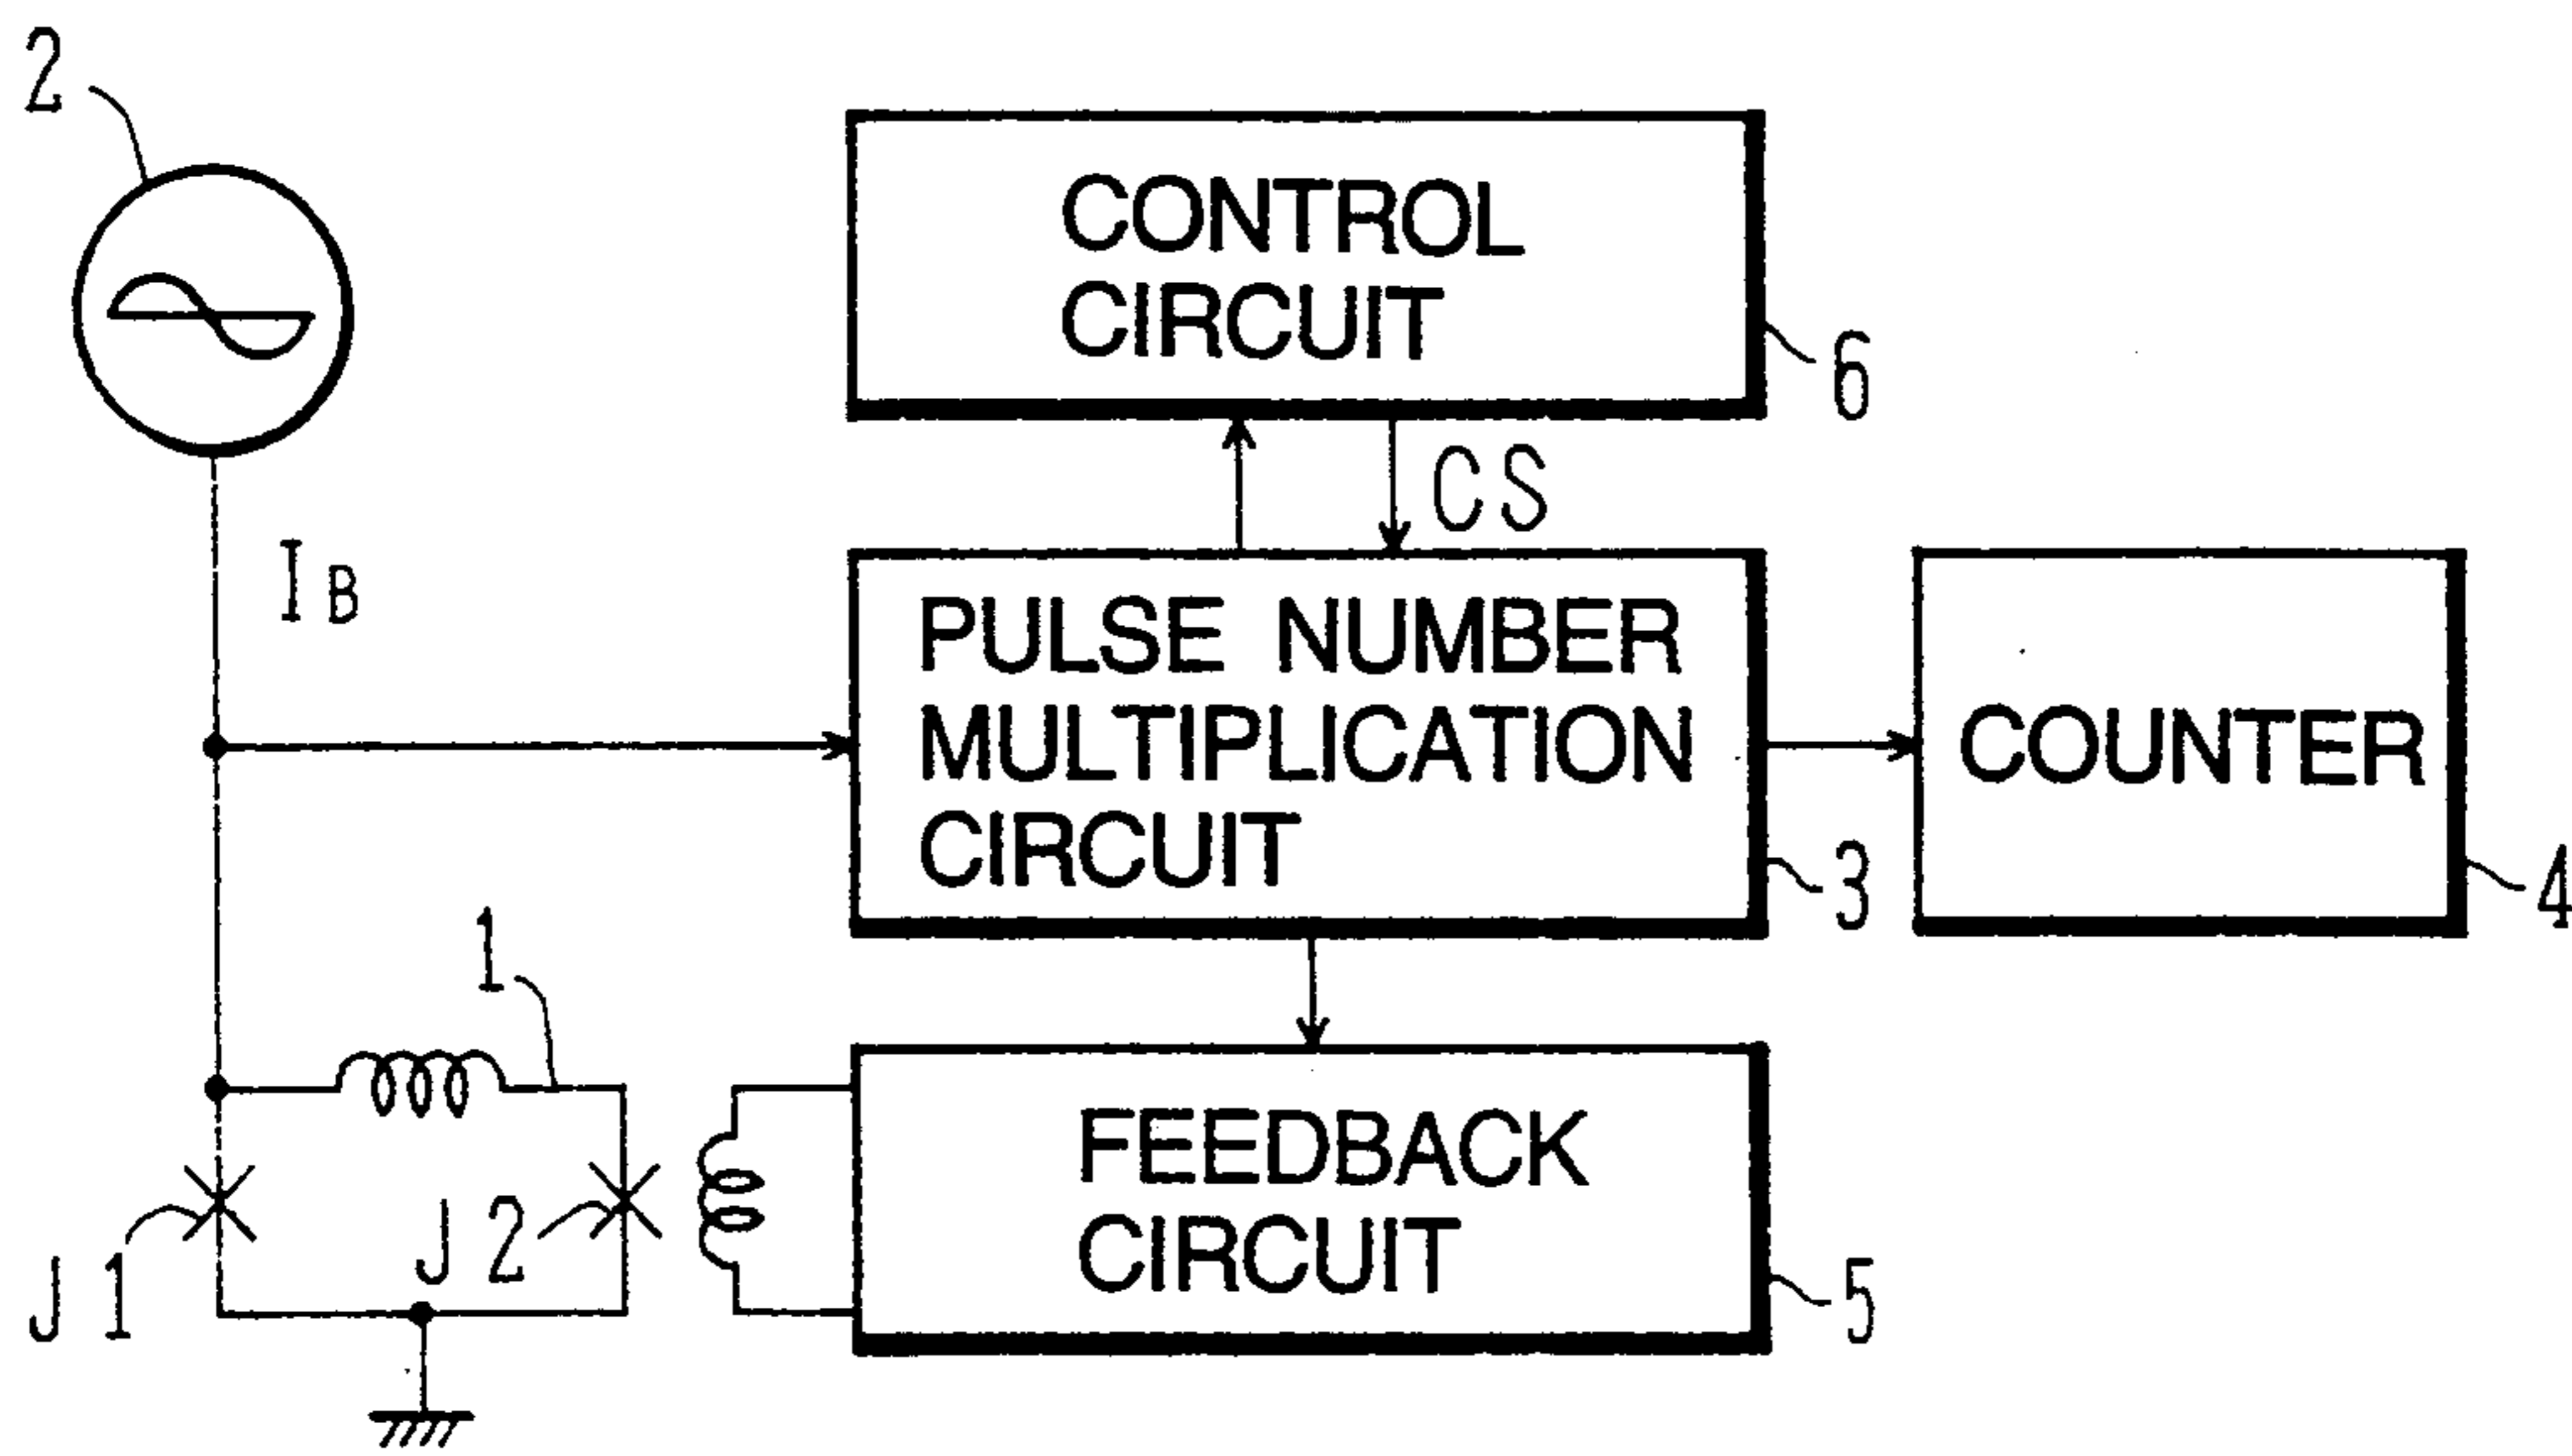 2
CONTROL
CIRCUIT
6
CS
IB
PULSE NUMBER
MULTIPLICATION
CIRCUIT
3
COUNTER
4
1
J1
J2
FEEDBACK
CIRCUIT
5